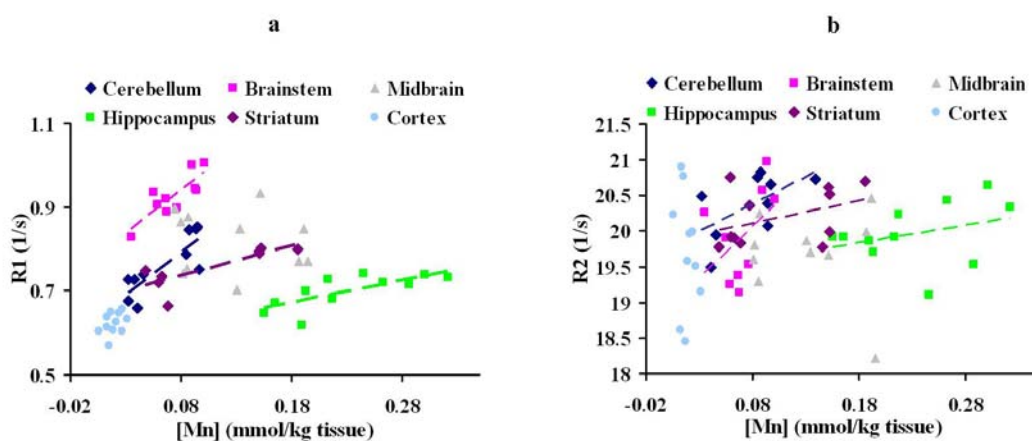 a
◆ Cerebellum ■ Brainstem ▲ Midbrain
■ Hippocampus ◆ Striatum ● Cortex
1.1
0.9
0.7
0.5
R1 (1/s)
-0.02 0.08 0.18 0.28
[Mn] (mmol/kg tissue)
b
◆ Cerebellum ■ Brainstem ▲ Midbrain
■ Hippocampus ◆ Striatum ● Cortex
21.5
21
20.5
20
19.5
19
18.5
18
R2 (1/s)
-0.02 0.08 0.18 0.28
[Mn] (mmol/kg tissue)